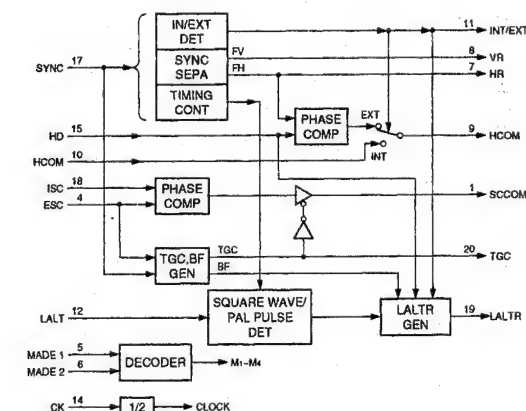 IN/EXT
DET
SYNC
SEPA
TIMING
CONT
11
INT/EXT
FV
8
VR
FH
7
HR
17
SYNC
PHASE
COMP
EXT
INT
9
HCOM
15
HD
10
HCOM
18
ISC
4
ESC
PHASE
COMP
1
SCCOM
TGC,BF
GEN
TGC
BF
20
TGC
12
LALT
SQUARE WAVE/
PAL PULSE
DET
LALTR
GEN
19
LALTR
5
MADE 1
6
MADE 2
DECODER
M1~M4
14
CK
1/2
CLOCK